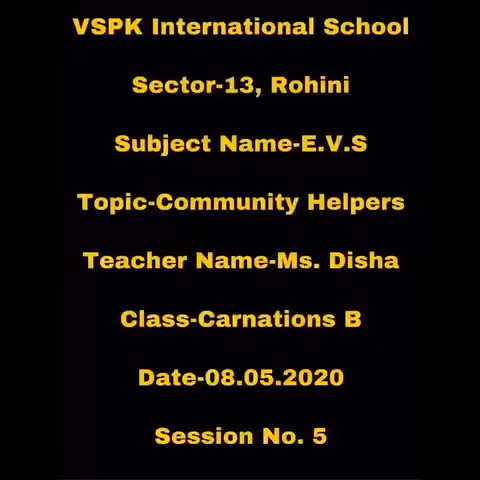 VSPK International School
Sector-13, Rohini
Subject Name-E.V.S
Topic-Community Helpers
Teacher Name-Ms. Disha
Class-Carnations B
Date-08.05.2020
Session No. 5